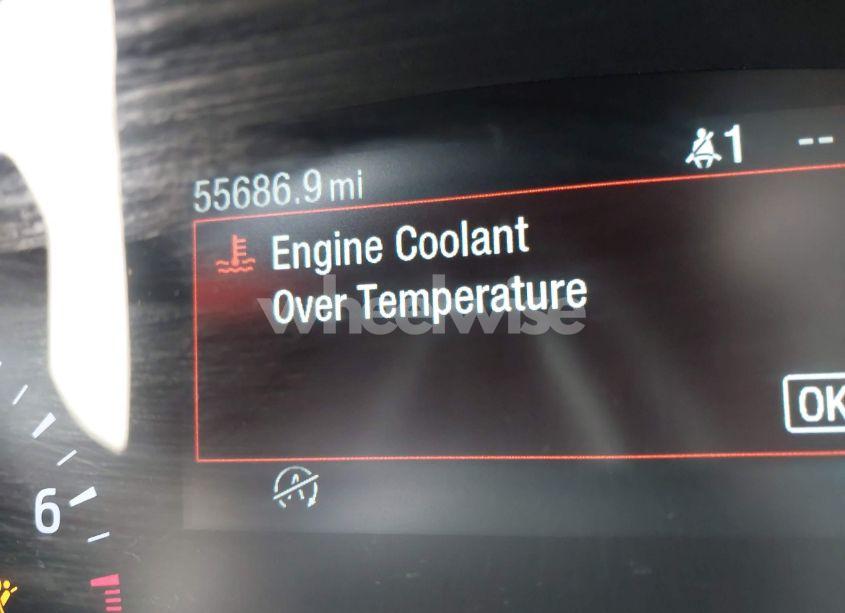 1 --
55686.9 mi
Engine Coolant
Over Temperature
wheelwise
OK
A
6